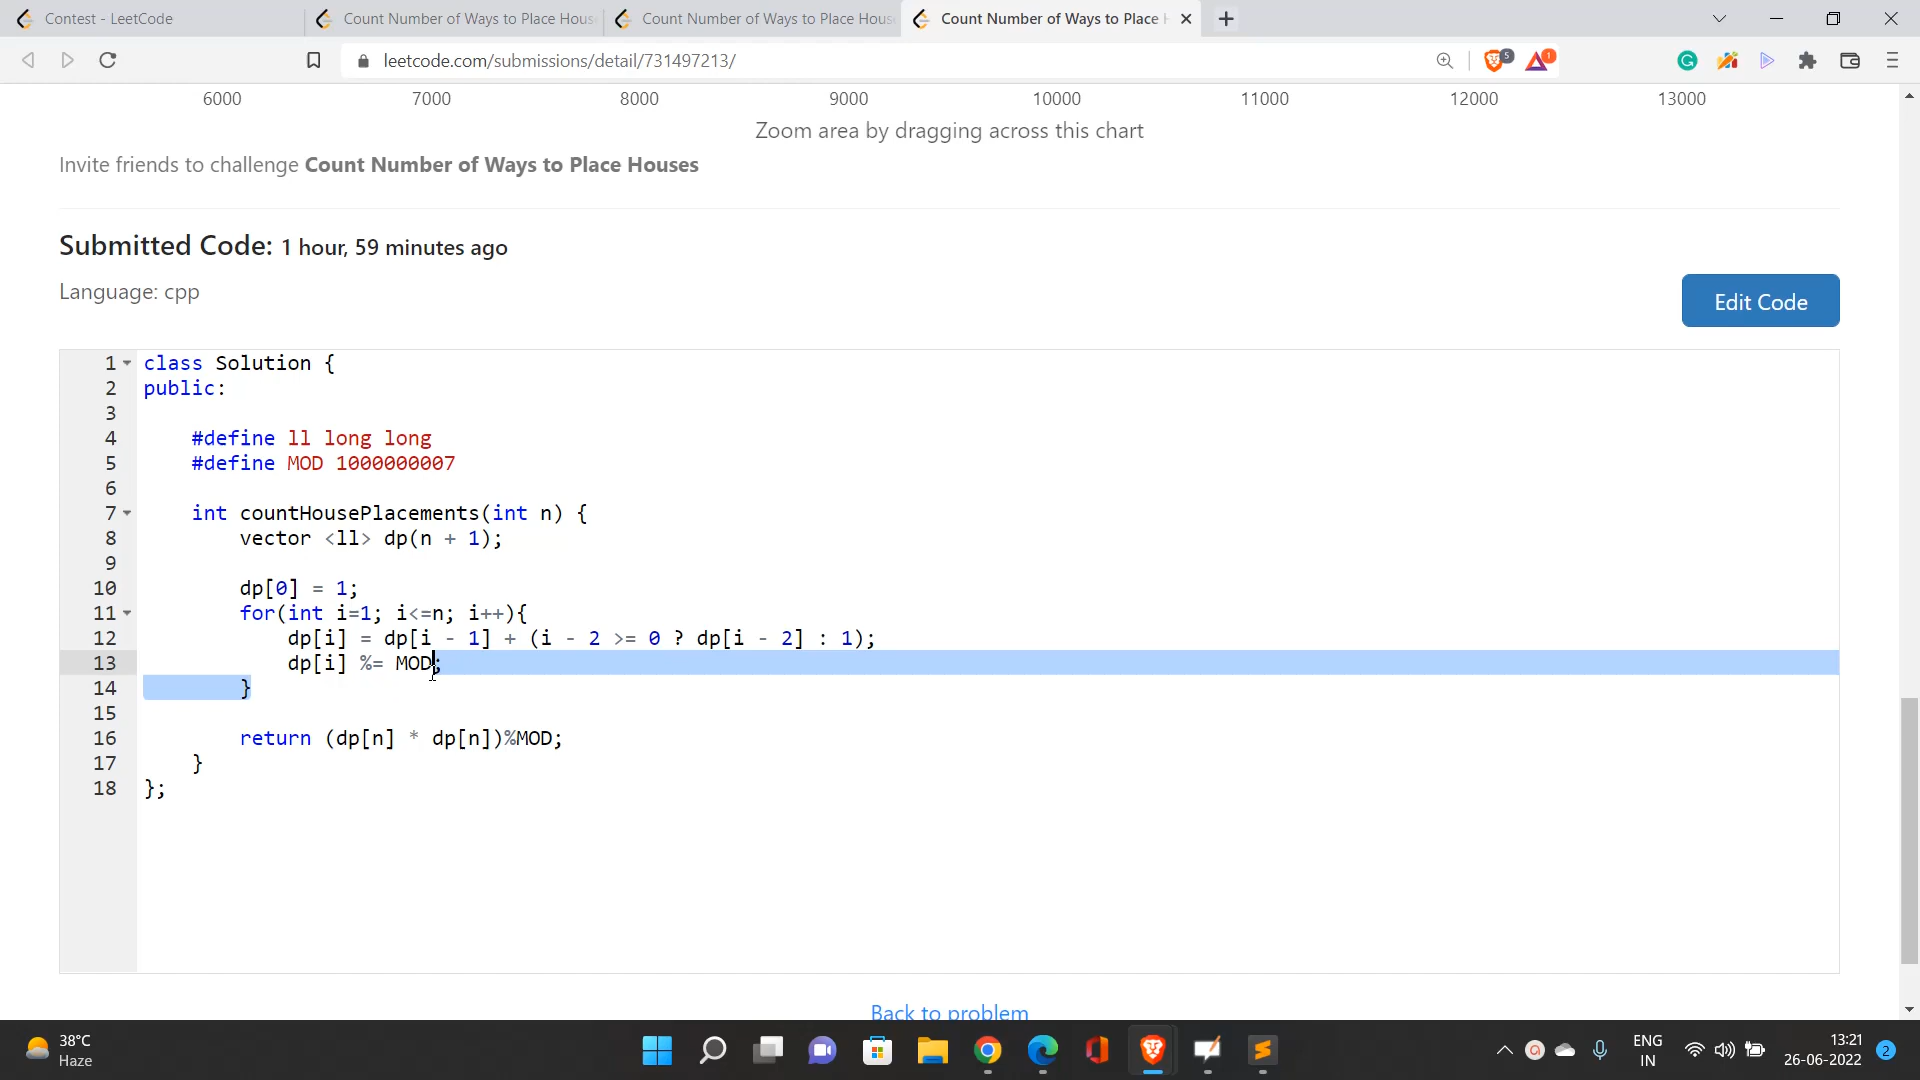 Contest - LeetCode
Count Number of Ways to Place Hous
Count Number of Ways to Place Hous
Count Number of Ways to Place H
leetcode.com/submissions/detail/731497213/
5
1
6000 7000 8000 9000 10000 11000 12000 13000
Zoom area by dragging across this chart
Invite friends to challenge Count Number of Ways to Place Houses
Submitted Code: 1 hour, 59 minutes ago
Language: cpp
Edit Code
1 class Solution {
2 public:
3
4 #define ll long long
5 #define MOD 1000000007
6
7 int countHousePlacements(int n) {
8 vector <ll> dp(n + 1);
9
10 dp[0] = 1;
11 for(int i=1; i<=n; i++){
12 dp[i] = dp[i - 1] + (i - 2 >= 0 ? dp[i - 2] : 1);
13 dp[i] %= MOD;
14 }
15
16 return (dp[n] * dp[n])%MOD;
17 }
18 };
Back to problem
38°C
Haze
ENG
IN
13:21
26-06-2022
2